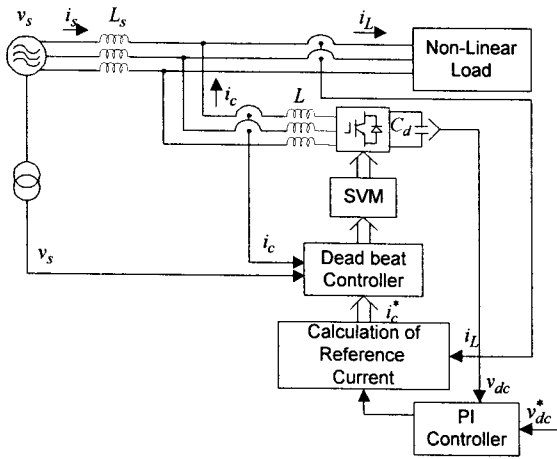 v_s
i_s
L_s
i_L
Non-Linear
Load
i_c
L
C_d
SVM
v_s
i_c
Dead beat
Controller
i_c^*
Calculation of
Reference
Current
i_L
v_dc
PI
Controller
v_dc^*